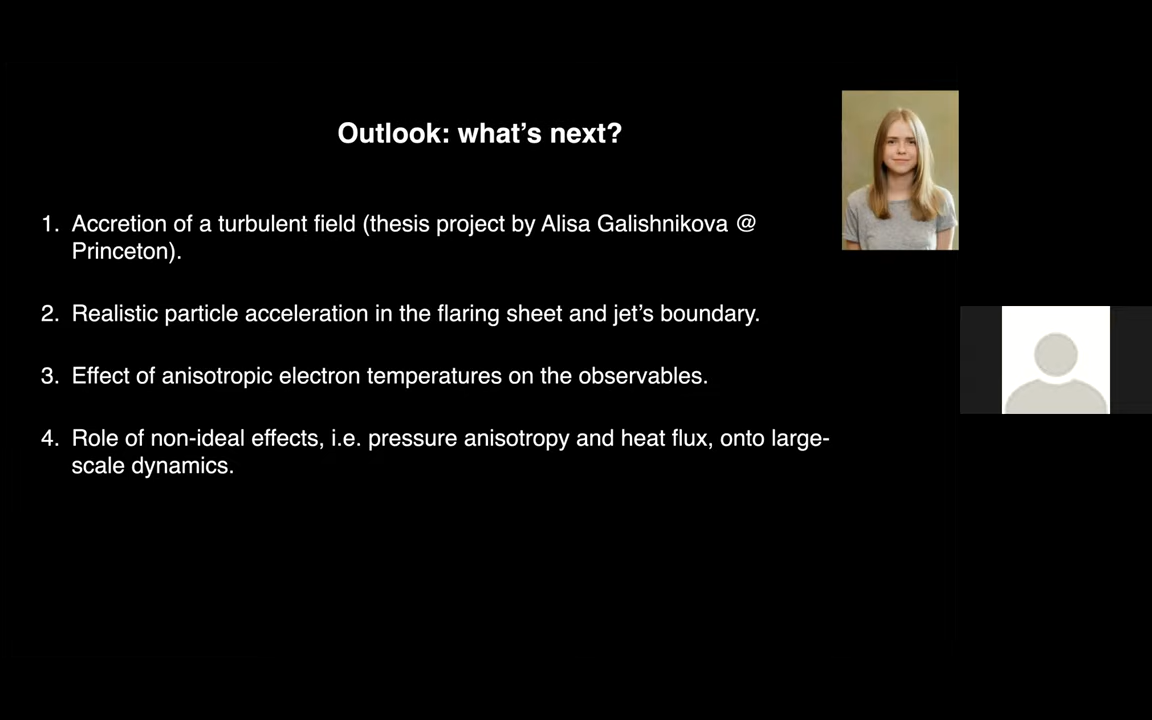 Outlook: what's next?
1. Accretion of a turbulent field (thesis project by Alisa Galishnikova @
Princeton).
2. Realistic particle acceleration in the flaring sheet and jet's boundary.
3. Effect of anisotropic electron temperatures on the observables.
4. Role of non-ideal effects, i.e. pressure anisotropy and heat flux, onto large-
scale dynamics.